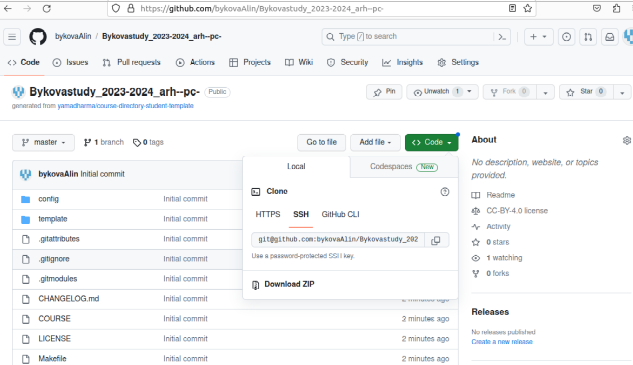 https://github.com/bykovaAlin/Bykovastudy_2023-2024_arh--pc-
bykovaAlin / Bykovastudy_2023-2024_arh--pc-
Type / to search
Code Issues Pull requests Actions Projects Wiki Security Insights Settings
Bykovastudy_2023-2024_arh--pc- Public
Pin Unwatch 1 Fork 0 Star 0
generated from yamadharma/course-directory-student-template
master 1 branch 0 tags Go to file Add file Code
bykovaAlin Initial commit
config Initial commit
template Initial commit
.gitattributes Initial commit
.gitignore Initial commit
.gitmodules Initial commit
CHANGELOG.md Initial commit 2 minutes ago
COURSE Initial commit 2 minutes ago
LICENSE Initial commit 2 minutes ago
Makefile Initial commit 2 minutes ago
Local Codespaces New
Clone
HTTPS SSH GitHub CLI
git@github.com:bykovaAlin/Bykovastudy_202
Use a password-protected SSH key.
Download ZIP
About
No description, website, or topics
provided.
Readme
CC-BY-4.0 license
Activity
0 stars
1 watching
0 forks
Releases
No releases published
Create a new release